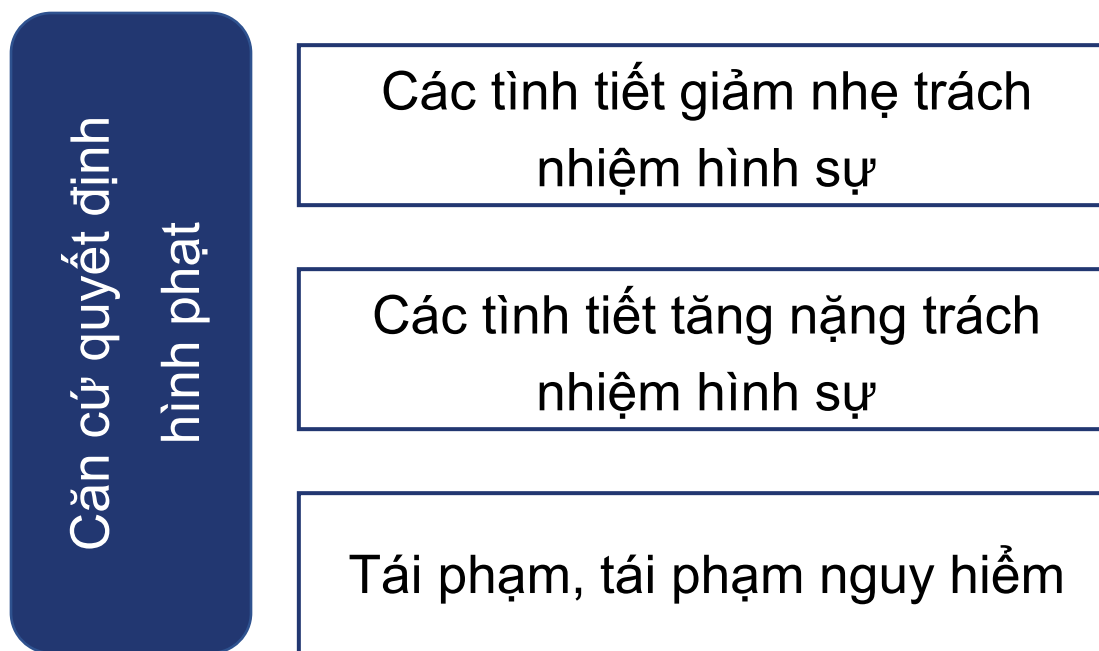 Căn cứ quyết định
hình phạt
Các tình tiết giảm nhẹ trách
nhiệm hình sự
Các tình tiết tăng nặng trách
nhiệm hình sự
Tái phạm, tái phạm nguy hiểm